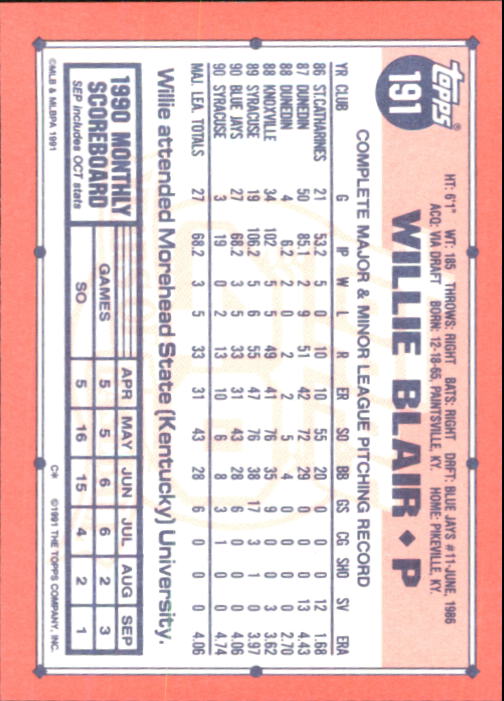 topps®
191
HT: 6'1" WT: 185 THROWS: RIGHT BATS: RIGHT DRFT: BLUE JAYS #11-JUNE, 1986
ACQ: VIA DRAFT BORN: 12-18-65, PAINTSVILLE, KY. HOME: PIKEVILLE, KY.
WILLIE BLAIR ♦ P
COMPLETE MAJOR & MINOR LEAGUE PITCHING RECORD
YR CLUB G IP W L R ER SO BB GS CG SHO SV ERA
86 ST.CATHARINES 21 53.2 5 0 10 10 55 20 0 0 0 12 1.68
87 DUNEDIN 50 85.1 2 9 51 42 72 29 0 0 0 13 4.43
88 DUNEDIN 4 6.2 2 0 2 2 5 4 0 0 0 0 2.70
88 KNOXVILLE 34 102 5 5 49 41 76 35 9 0 0 3 3.62
89 SYRACUSE 19 106.2 5 6 55 47 76 38 17 3 1 0 3.97
90 BLUE JAYS 27 68.2 3 5 33 31 43 28 6 0 0 0 4.06
90 SYRACUSE 3 19 0 2 13 10 6 8 3 1 0 0 4.74
MAJ. LEA. TOTALS 27 68.2 3 5 33 31 43 28 6 0 0 0 4.06
Willie attended Morehead State (Kentucky) University.
1990 MONTHLY
SCOREBOARD
SEP includes OCT stats
APR MAY JUN JUL AUG SEP
GAMES 5 5 6 6 2 3
SO 5 16 15 4 2 1
©MLB & MLBPA 1991 C* ©1991 THE TOPPS COMPANY, INC.